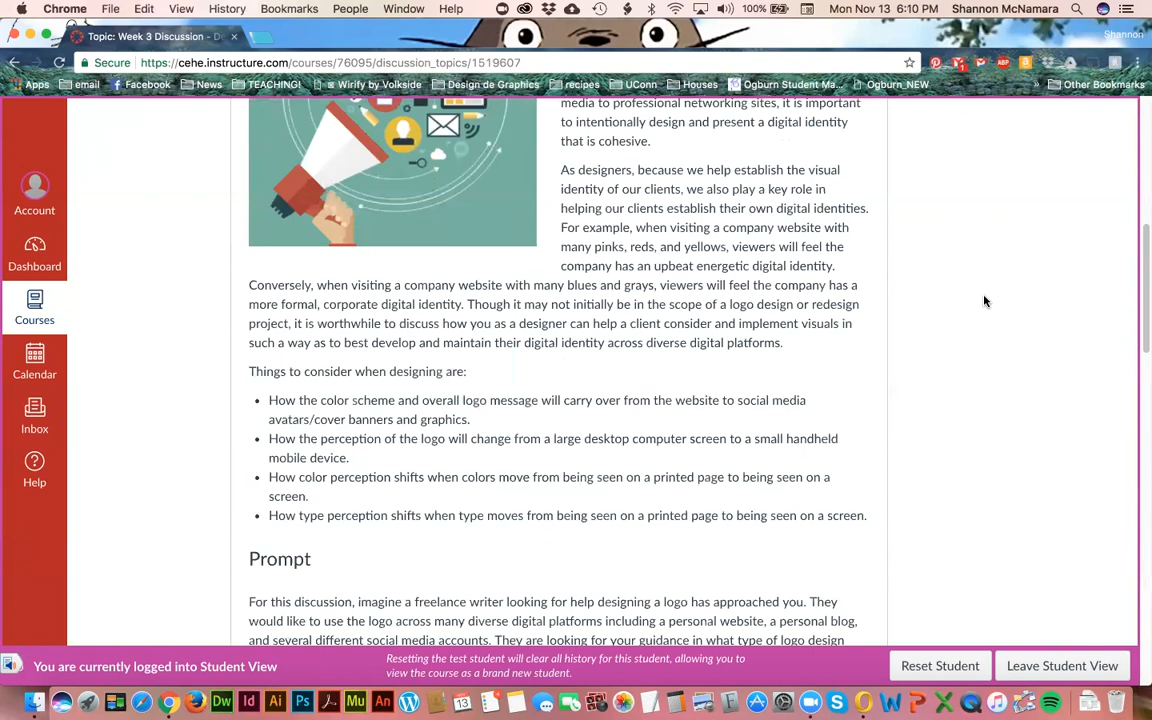 Chrome File Edit View History Bookmarks People Window Help 100% Mon Nov 13 6:10 PM Shannon McNamara
Topic: Week 3 Discussion - D
Shannon
Secure https://cehe.instructure.com/courses/76095/discussion_topics/1519607
Apps email Facebook News TEACHING! Wirify by Volkside Design de Graphics recipes UConn Houses Ogburn Student Ma... Ogburn_NEW » Other Bookmarks
media to professional networking sites, it is important
to intentionally design and present a digital identity
that is cohesive.
As designers, because we help establish the visual
identity of our clients, we also play a key role in
helping our clients establish their own digital identities.
For example, when visiting a company website with
many pinks, reds, and yellows, viewers will feel the
company has an upbeat energetic digital identity.
Conversely, when visiting a company website with many blues and grays, viewers will feel the company has a
more formal, corporate digital identity. Though it may not initially be in the scope of a logo design or redesign
project, it is worthwhile to discuss how you as a designer can help a client consider and implement visuals in
such a way as to best develop and maintain their digital identity across diverse digital platforms.
Things to consider when designing are:
• How the color scheme and overall logo message will carry over from the website to social media
avatars/cover banners and graphics.
• How the perception of the logo will change from a large desktop computer screen to a small handheld
mobile device.
• How color perception shifts when colors move from being seen on a printed page to being seen on a
screen.
• How type perception shifts when type moves from being seen on a printed page to being seen on a screen.
Prompt
For this discussion, imagine a freelance writer looking for help designing a logo has approached you. They
would like to use the logo across many diverse digital platforms including a personal website, a personal blog,
and several different social media accounts. They are looking for your guidance in what type of logo design
Account
Dashboard
Courses
Calendar
Inbox
Help
You are currently logged into Student View
Resetting the test student will clear all history for this student, allowing you to
view the course as a brand new student.
Reset Student
Leave Student View
Dw Id Ai Ps Mu An 13